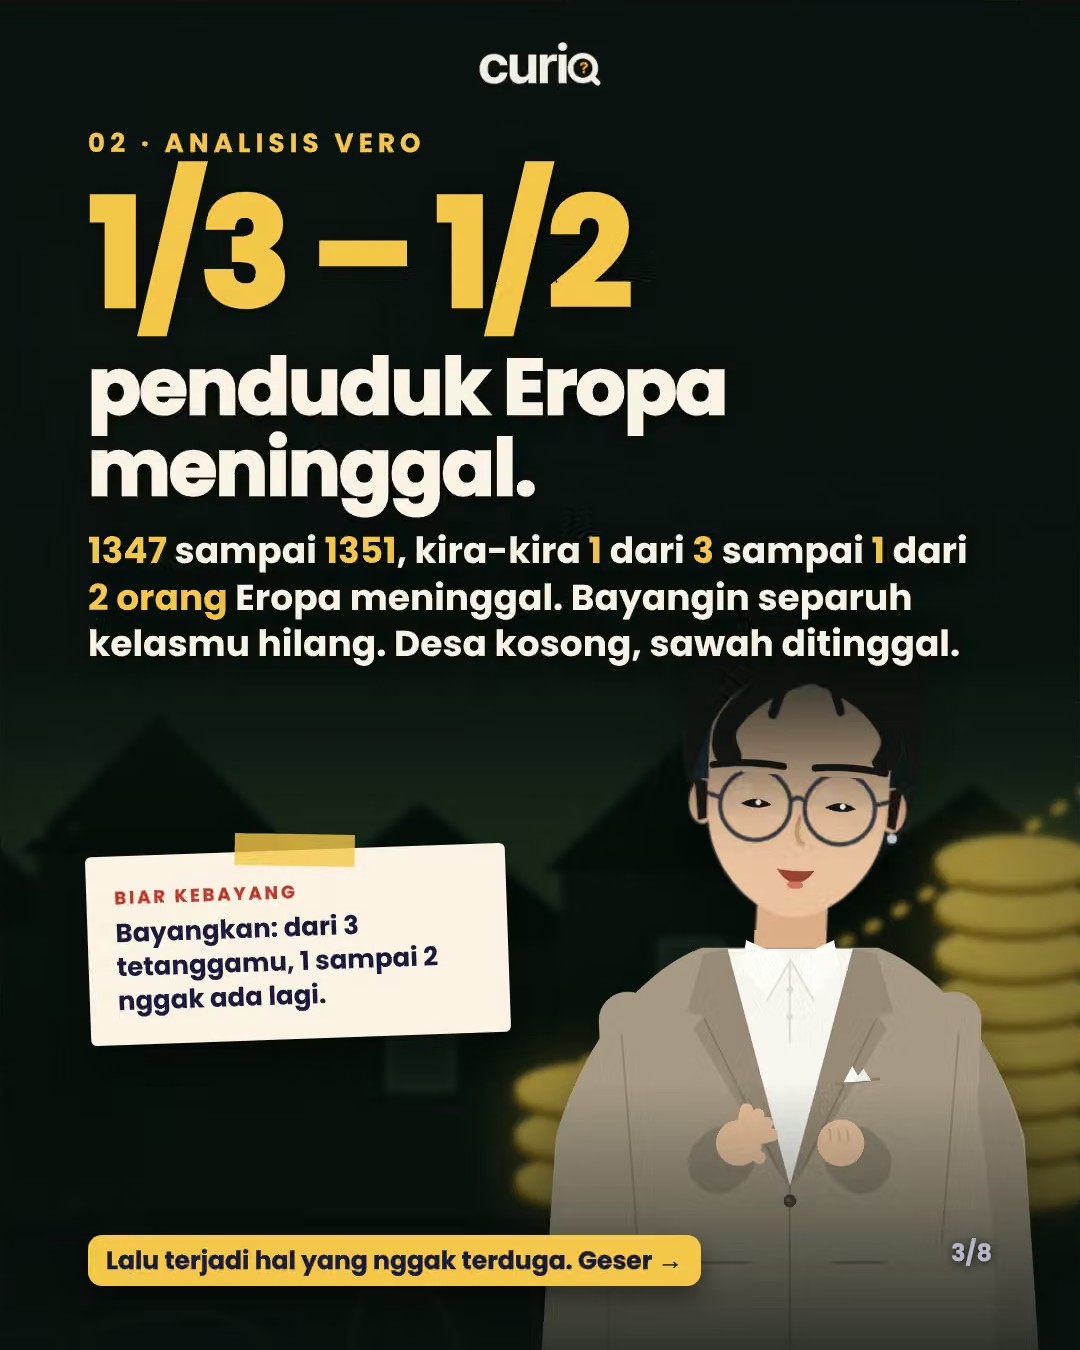 curiQ
02 · ANALISIS VERO
1/3 – 1/2
penduduk Eropa
meninggal.
1347 sampai 1351, kira-kira 1 dari 3 sampai 1 dari
2 orang Eropa meninggal. Bayangin separuh
kelasmu hilang. Desa kosong, sawah ditinggal.
BIAR KEBAYANG
Bayangkan: dari 3
tetanggamu, 1 sampai 2
nggak ada lagi.
Lalu terjadi hal yang nggak terduga. Geser →
3/8